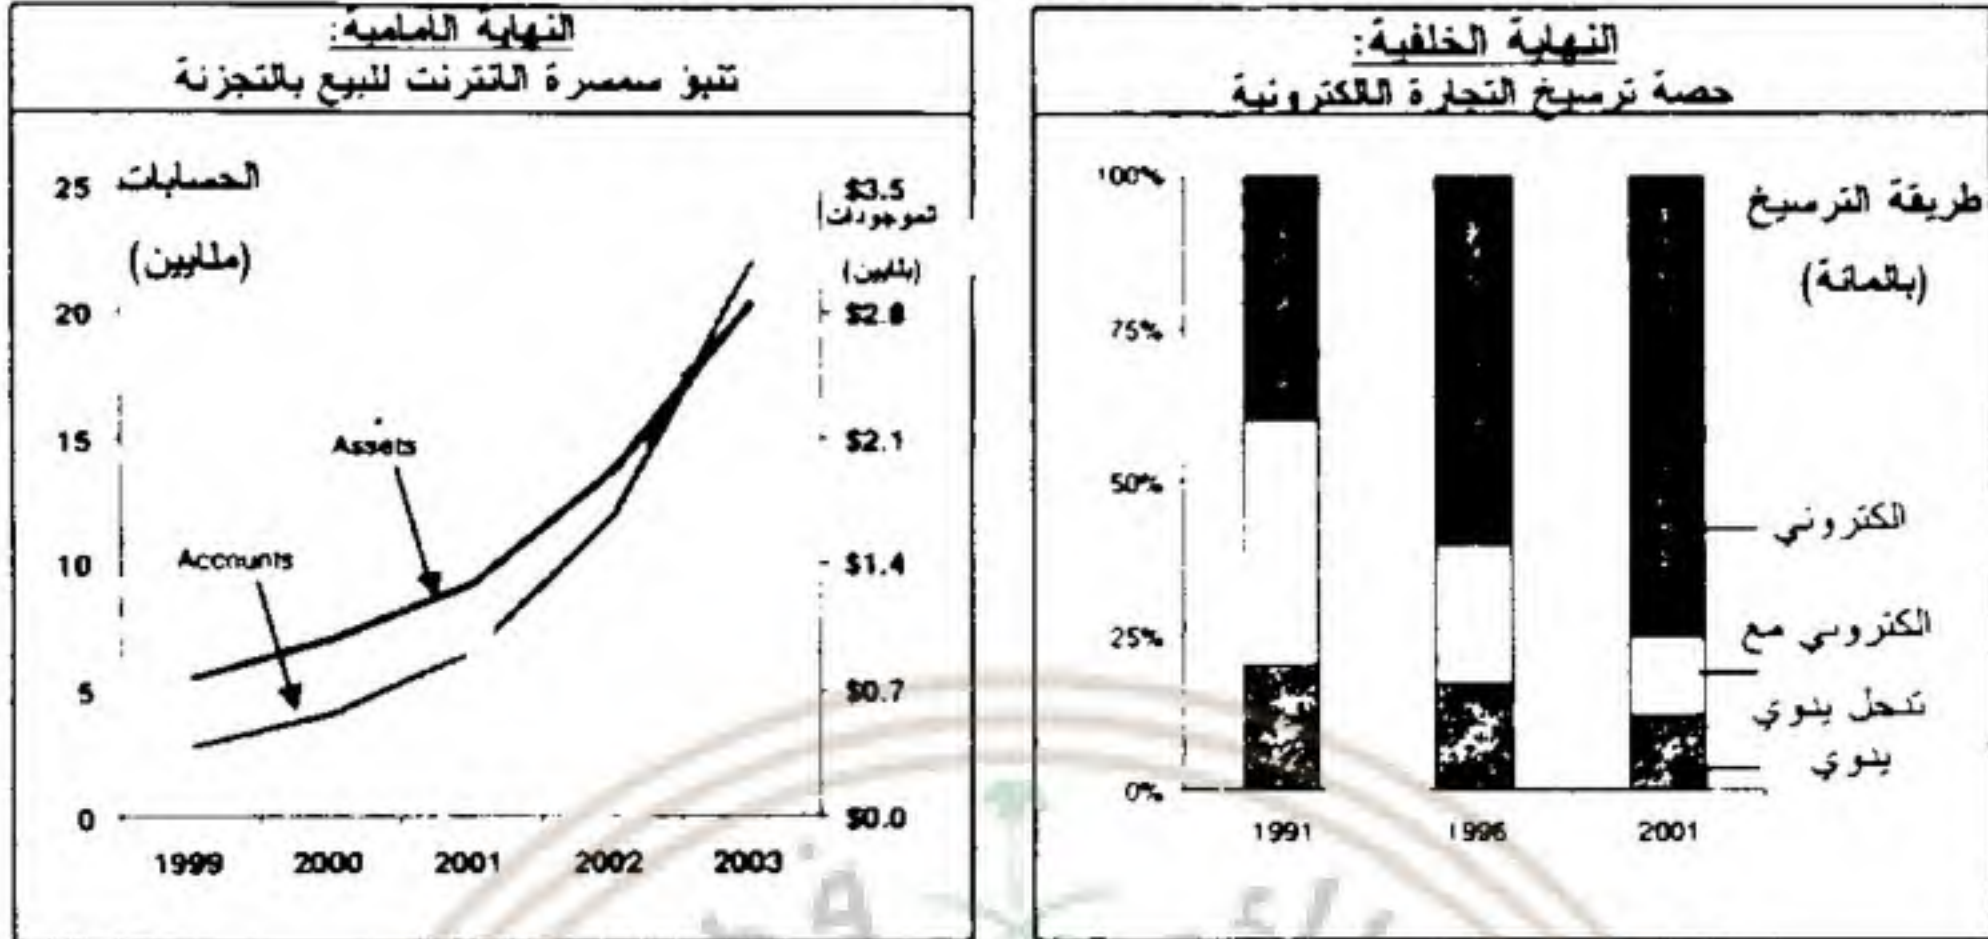 النهاية الأمامية:
تنبؤ سمسرة الانترنت للبيع بالتجزئة
الحسابات
(ملايين)
25
20
15
10
5
0
$3.5
لموجودات
(بلايين)
$2.8
$2.1
$1.4
$0.7
$0.0
Assets
Accounts
1999 2000 2001 2002 2003
النهاية الخلفية:
حصة ترسيخ التجارة الالكترونية
طريقة الترسيخ
(بالمائة)
100%
75%
50%
25%
0%
الكتروني
الكتروني مع
تدخل يدوي
يدوي
1991 1996 2001